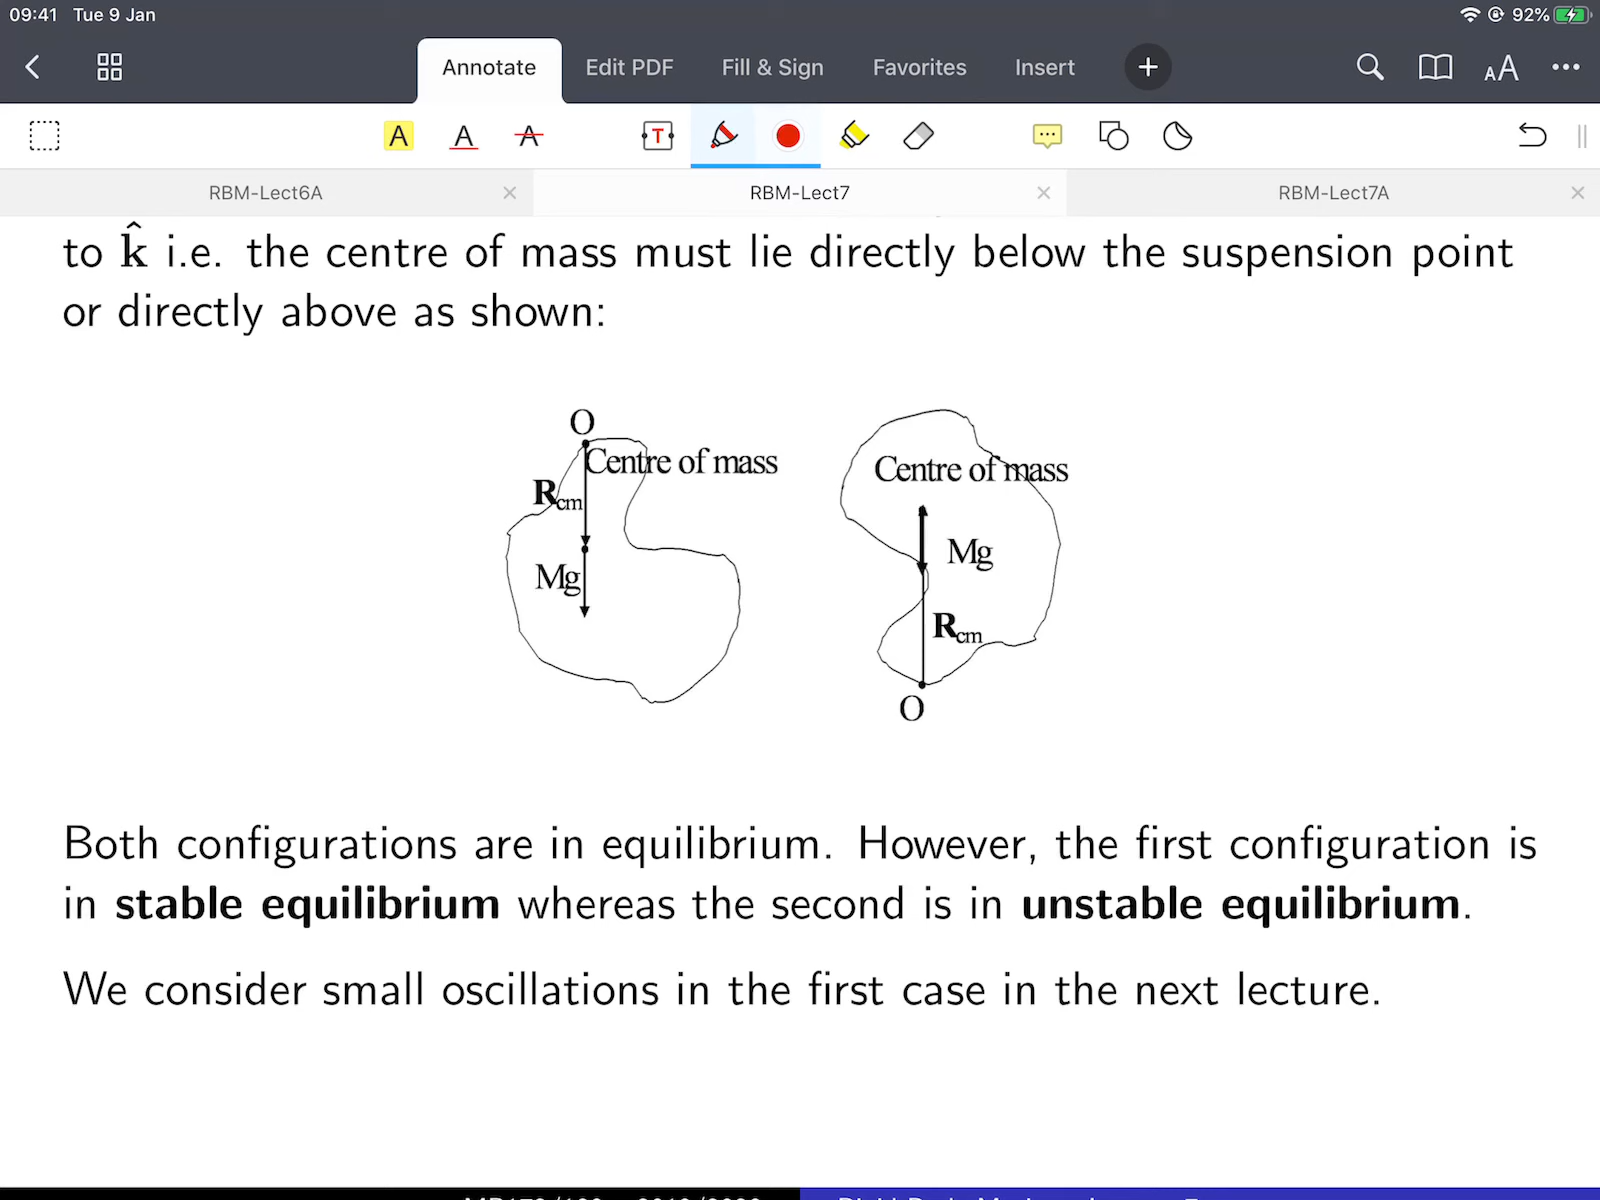 09:41 Tue 9 Jan
92%
Annotate Edit PDF Fill & Sign Favorites Insert
RBM-Lect6A
RBM-Lect7
RBM-Lect7A
to k̂ i.e. the centre of mass must lie directly below the suspension point
or directly above as shown:
O
Centre of mass
Rcm
Mg
Centre of mass
Mg
Rcm
O
Both configurations are in equilibrium. However, the first configuration is
in stable equilibrium whereas the second is in unstable equilibrium.
We consider small oscillations in the first case in the next lecture.